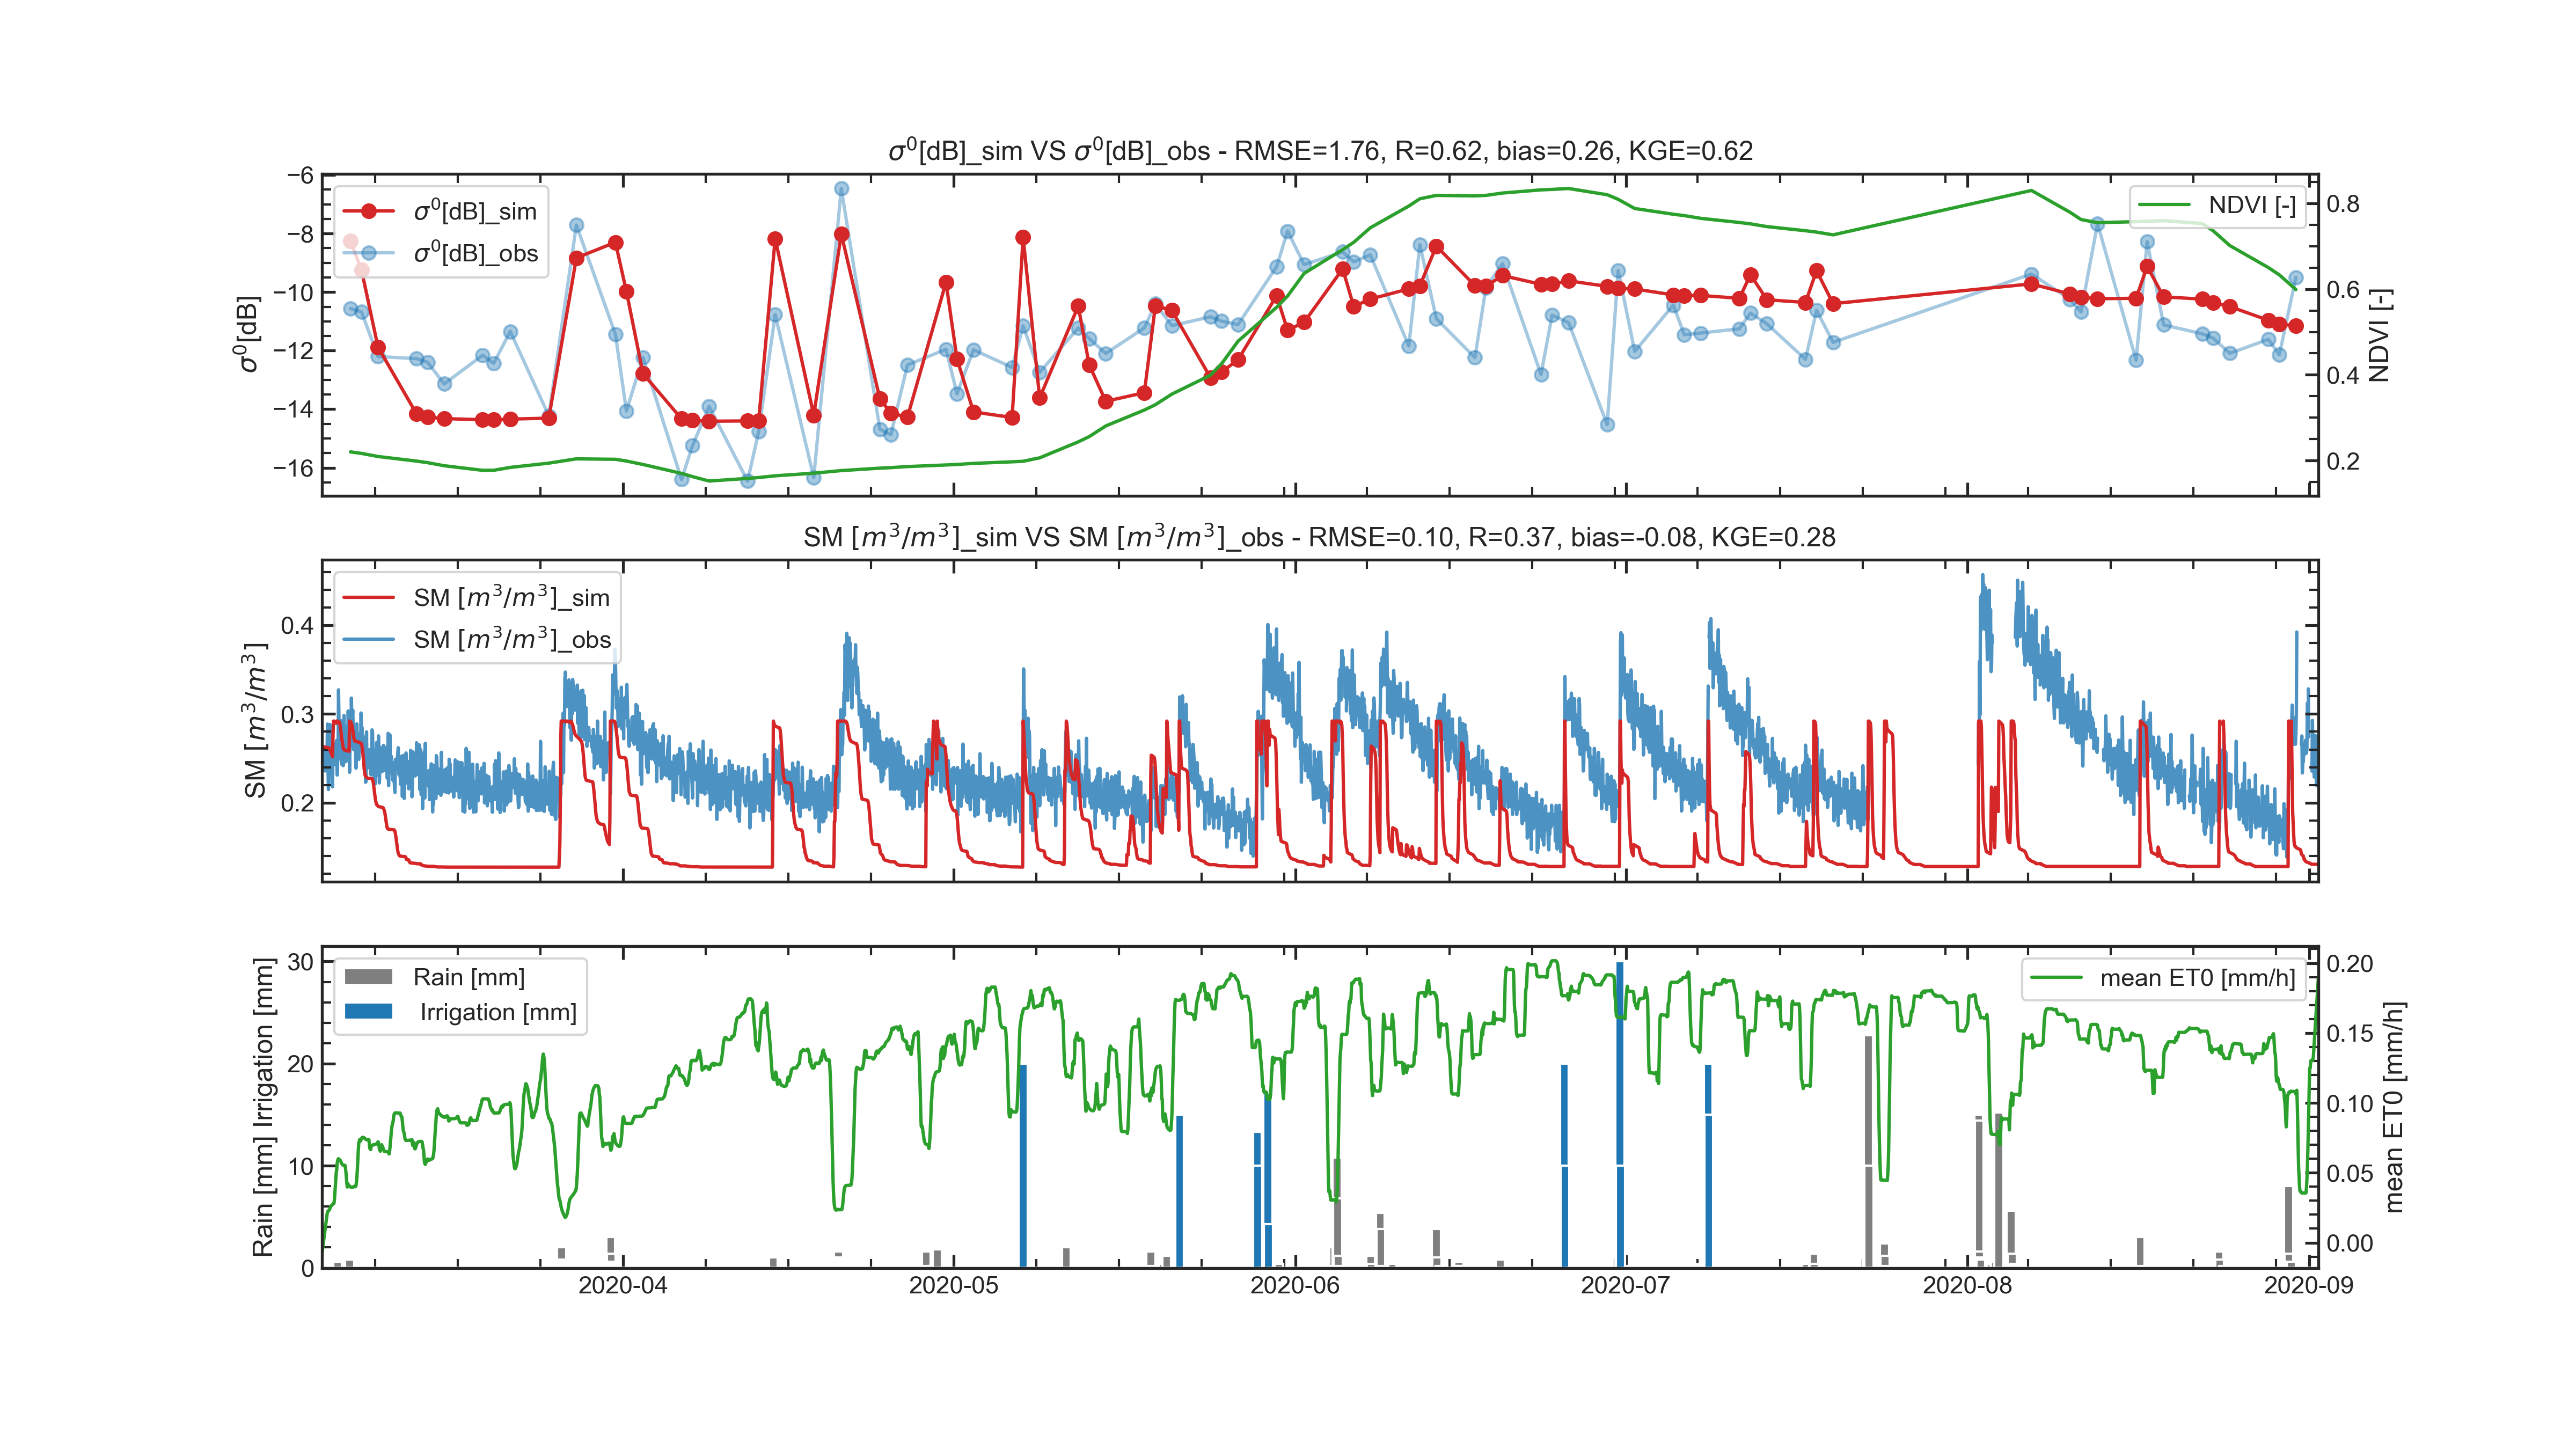 σ⁰[dB]_sim VS σ⁰[dB]_obs - RMSE=1.76, R=0.62, bias=0.26, KGE=0.62
σ⁰[dB]
−6
−8
−10
−12
−14
−16
σ⁰[dB]_sim
σ⁰[dB]_obs
NDVI [-]
0.8
0.6
0.4
0.2
NDVI [-]
SM [m³/m³]_sim VS SM [m³/m³]_obs - RMSE=0.10, R=0.37, bias=-0.08, KGE=0.28
SM [m³/m³]
0.4
0.3
0.2
SM [m³/m³]_sim
SM [m³/m³]_obs
Rain [mm] Irrigation [mm]
30
20
10
0
Rain [mm]
Irrigation [mm]
mean ET0 [mm/h]
0.20
0.15
0.10
0.05
0.00
mean ET0 [mm/h]
2020-04
2020-05
2020-06
2020-07
2020-08
2020-09